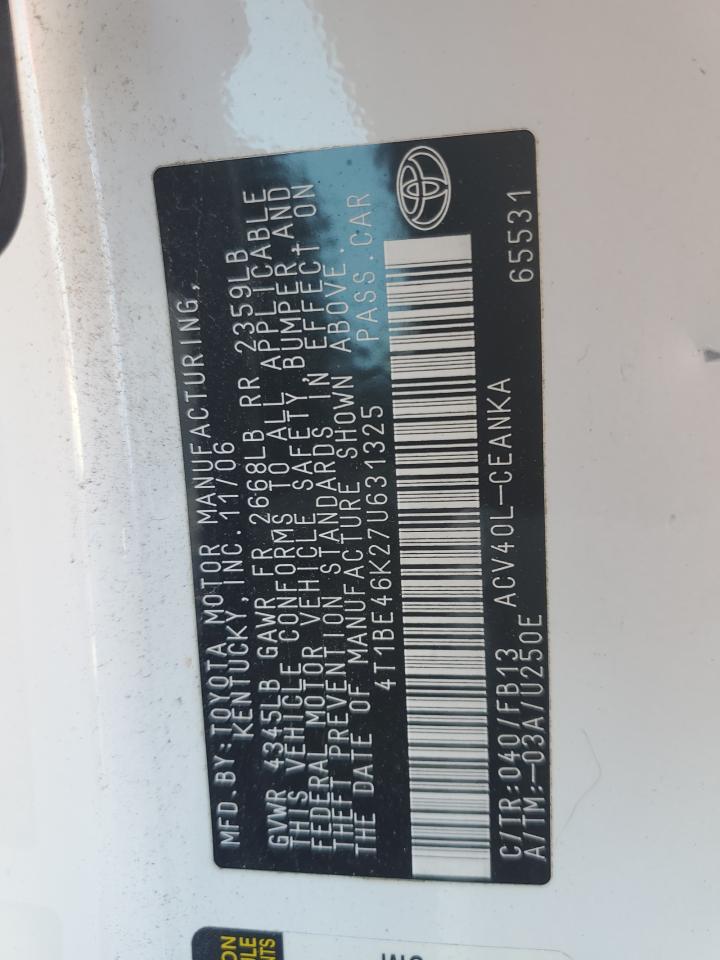 MFD.BY:TOYOTA MOTOR MANUFACTURING,
KENTUCKY, INC. 11/06
GVWR 4345LB GAWR FR 2668LB RR 2359LB
THIS VEHICLE CONFORMS TO ALL APPLICABLE
FEDERAL MOTOR VEHICLE SAFETY, BUMPER AND
THEFT PREVENTION STANDARDS IN EFFECT ON
THE DATE OF MANUFACTURE SHOWN ABOVE.
4T1BE46K27U631325 PASS.CAR
C/TR:040/FB13 ACV40L-CEANKA 65531
A/TM:-03A/U250E